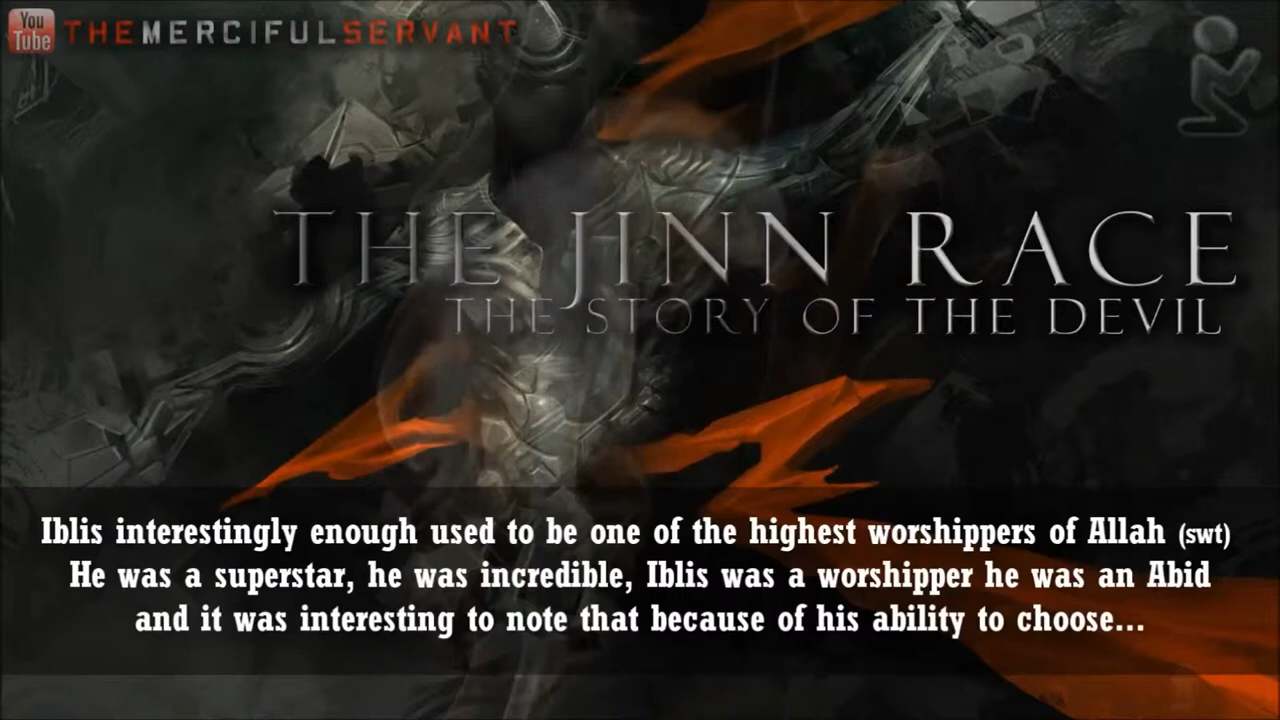 You
Tube
THEMERCIFULSERVANT
THE JINN RACE
THE STORY OF THE DEVIL
Iblis interestingly enough used to be one of the highest worshippers of Allah (swt)
He was a superstar, he was incredible, Iblis was a worshipper he was an Abid
and it was interesting to note that because of his ability to choose...